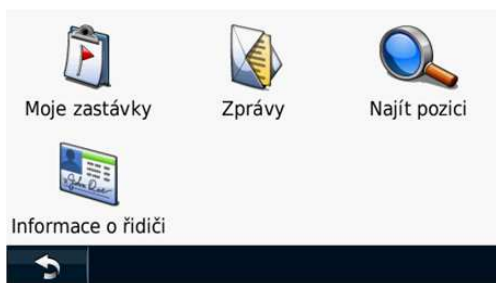 Moje zastávky
Zprávy
Najít pozici
Informace o řidiči